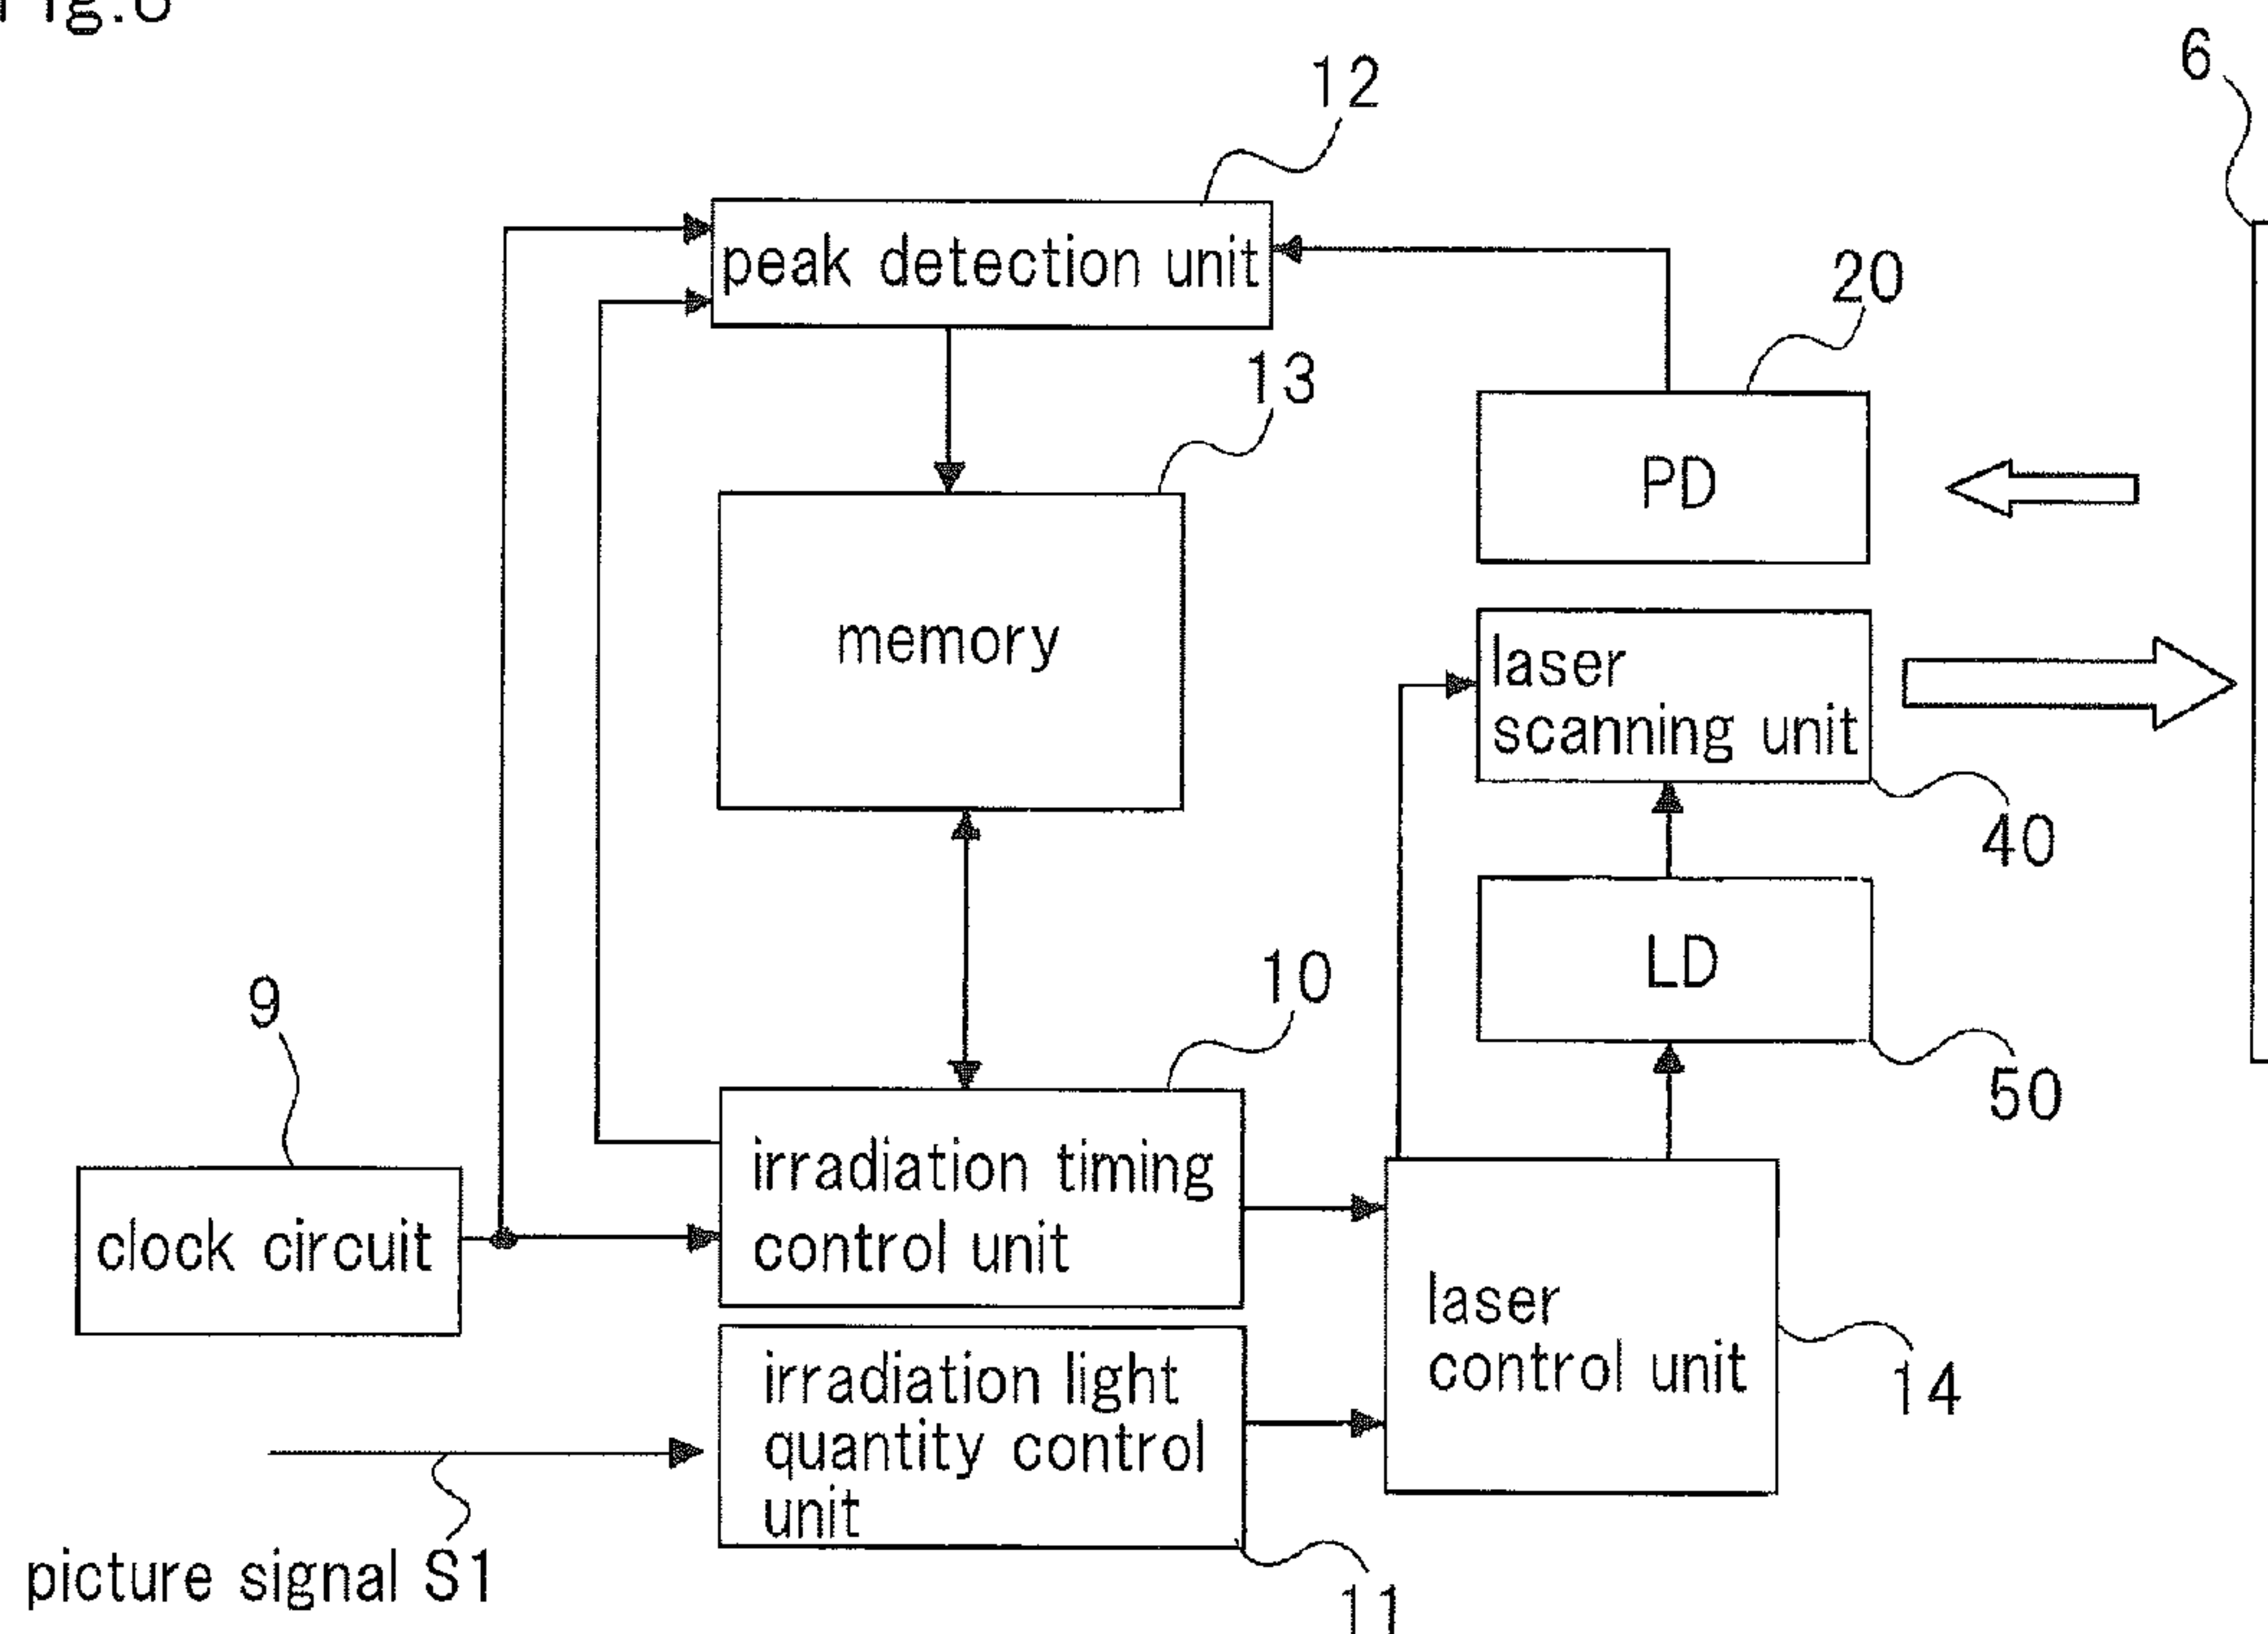 12
6
peak detection unit
20
13
PD
memory
laser
scanning unit
40
LD
10
9
50
irradiation timing
control unit
clock circuit
laser
control unit
irradiation light
quantity control
unit
14
picture signal S1
11